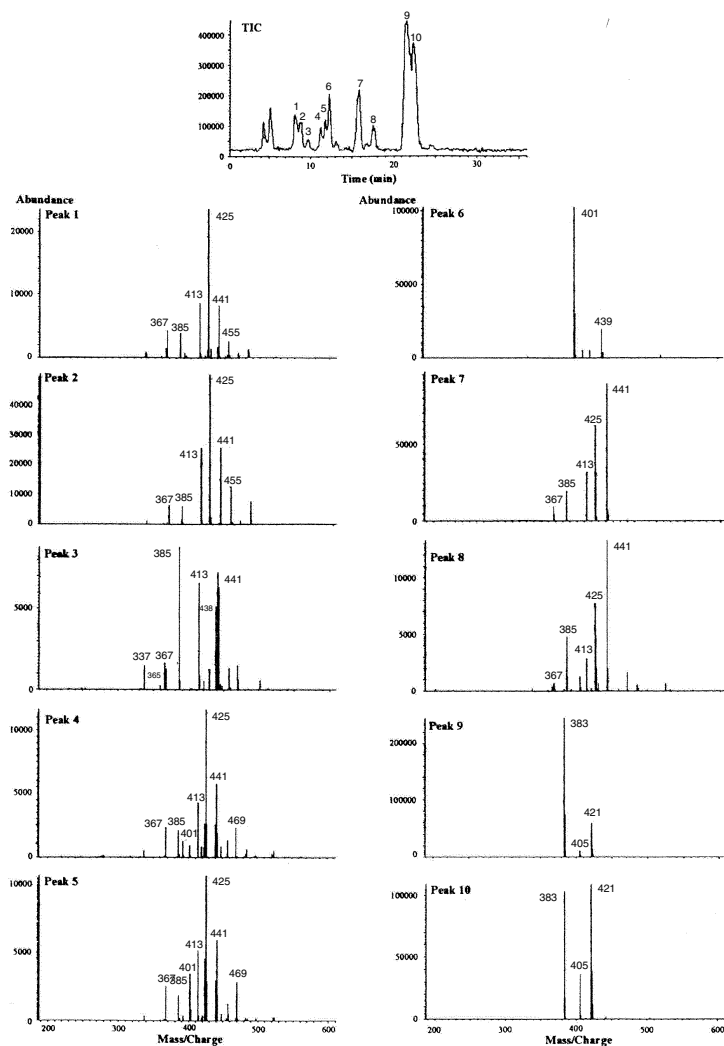 TIC
400000
300000
200000
100000
0
1 2 3 4 5 6 7 8 9 10
0 10 20 30
Time (min)
Abundance
Peak 1
20000
10000
0
367 385 413 425 441 455
Peak 2
40000
30000
20000
10000
0
367 385 413 425 441 455
Peak 3
5000
0
337 365 367 385 413 438 441
Peak 4
10000
5000
0
367 385 401 413 425 441 469
Peak 5
10000
5000
0
367 385 401 413 425 441 469
200 300 400 500 600
Mass/Charge
Abundance
Peak 6
100000
50000
0
401 439
Peak 7
50000
0
367 385 413 425 441
Peak 8
10000
5000
0
367 385 413 425 441
Peak 9
200000
100000
0
383 405 421
Peak 10
100000
50000
0
383 405 421
200 300 400 500 600
Mass/Charge